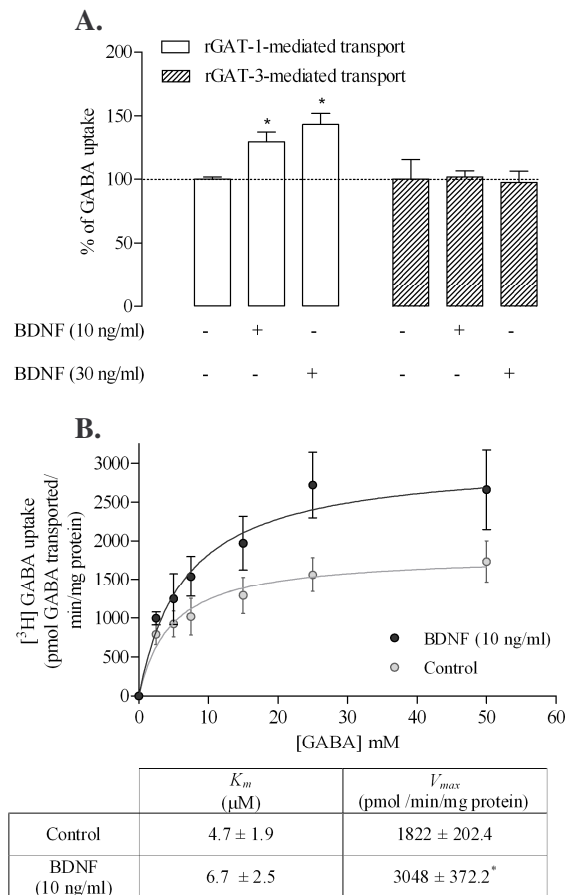 A.
200
150
100
50
0
% of GABA uptake
rGAT-1-mediated transport
rGAT-3-mediated transport
*
*
BDNF (10 ng/ml) - + - - + -
BDNF (30 ng/ml) - - + - - +
B.
3000
2500
2000
1500
1000
500
0
[³H] GABA uptake
(pmol GABA transported/
min/mg protein)
BDNF (10 ng/ml)
Control
0 10 20 30 40 50 60
[GABA] mM
Km Vmax
(µM) (pmol /min/mg protein)
Control 4.7 ± 1.9 1822 ± 202.4
BDNF
(10 ng/ml) 6.7 ± 2.5 3048 ± 372.2*